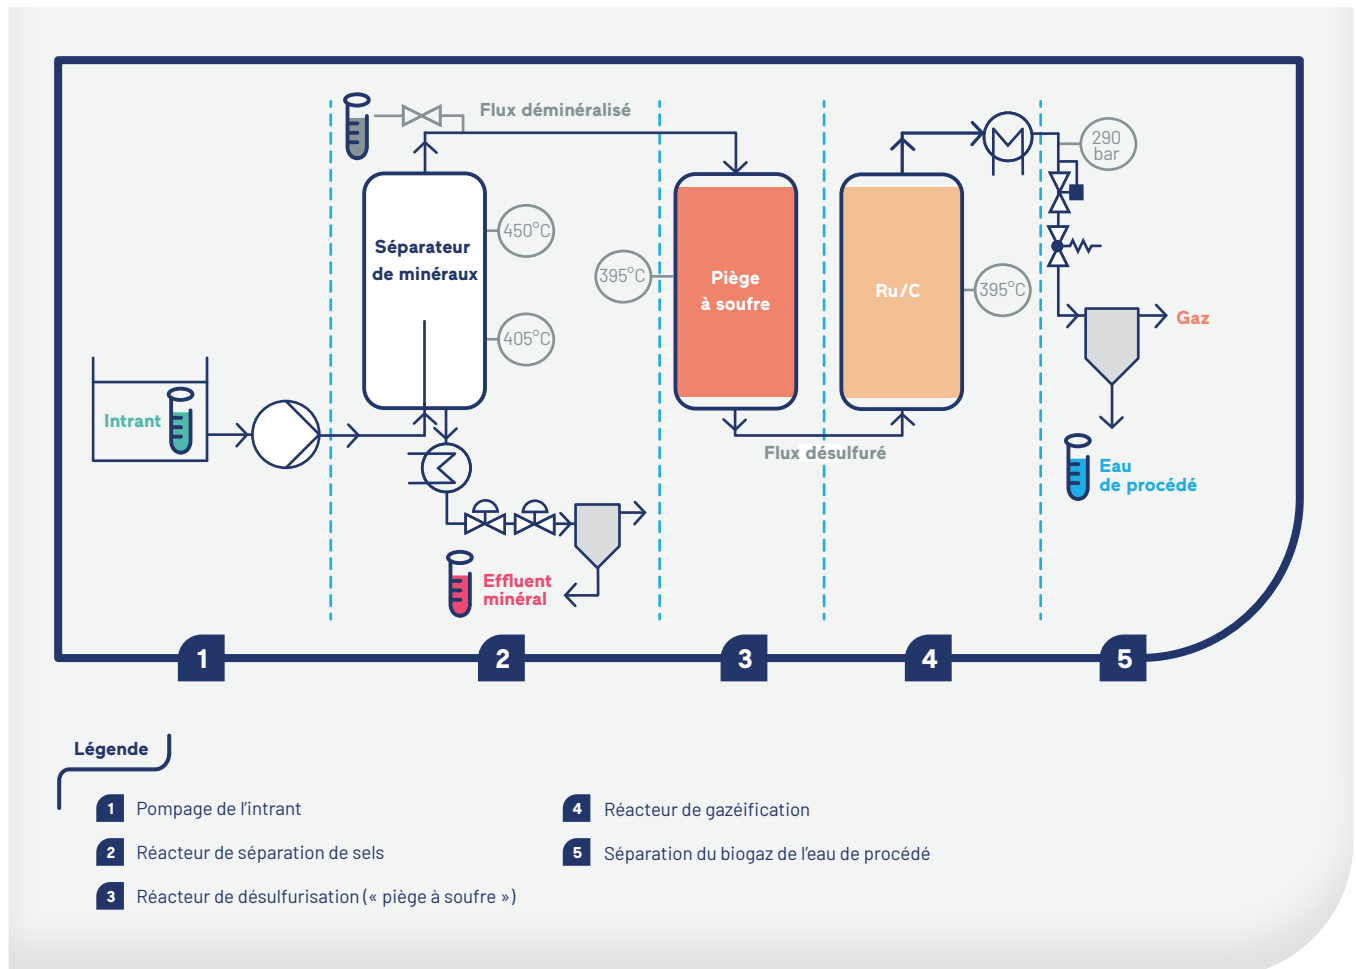 Flux déminéralisé
290
bar
Séparateur
de minéraux
450°C
405°C
395°C
Piège
à soufre
Ru/C
395°C
Gaz
Intrant
Flux désulfuré
Eau
de procédé
Effluent
minéral
1
2
3
4
5
Légende
1 Pompage de l’intrant
2 Réacteur de séparation de sels
3 Réacteur de désulfurisation (« piège à soufre »)
4 Réacteur de gazéification
5 Séparation du biogaz de l’eau de procédé